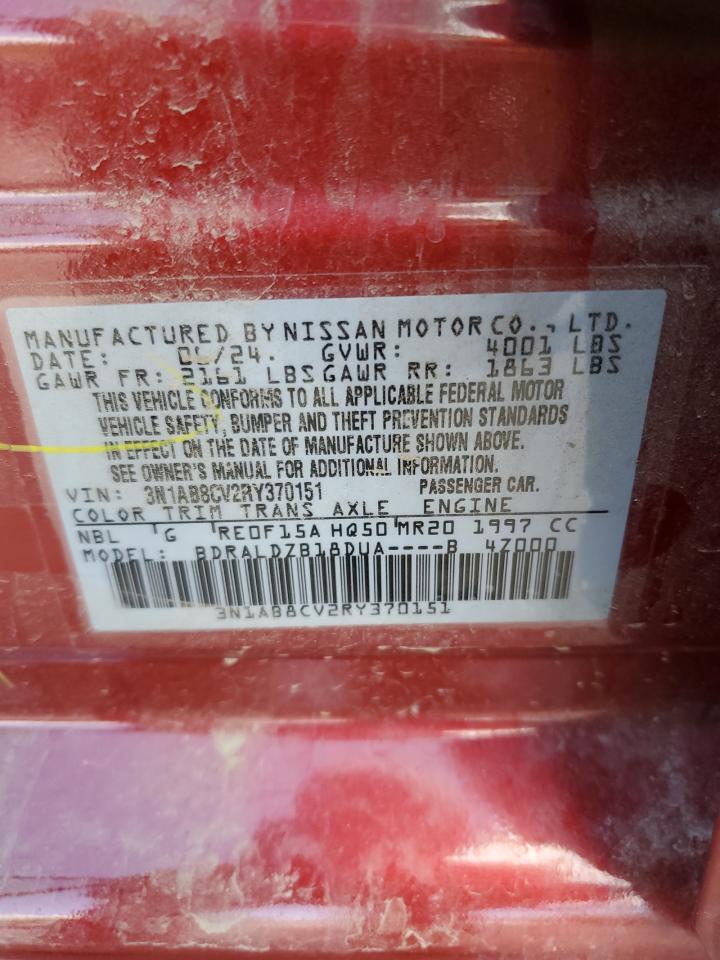 MANUFACTURED BY NISSAN MOTOR CO., LTD.
DATE: /24. GVWR: 4001 LBS
GAWR FR: 2161 LBS GAWR RR: 1863 LBS
THIS VEHICLE CONFORMS TO ALL APPLICABLE FEDERAL MOTOR
VEHICLE SAFETY, BUMPER AND THEFT PREVENTION STANDARDS
IN EFFECT ON THE DATE OF MANUFACTURE SHOWN ABOVE.
SEE OWNER'S MANUAL FOR ADDITIONAL INFORMATION.
VIN: 3N1AB8CV2RY370151 PASSENGER CAR.
COLOR TRIM TRANS AXLE ENGINE
NBL G RE0F15A HQ50 MR20 1997 CC
MODEL: BDRALDZB18DUA----B 4Z000
3N1AB8CV2RY370151